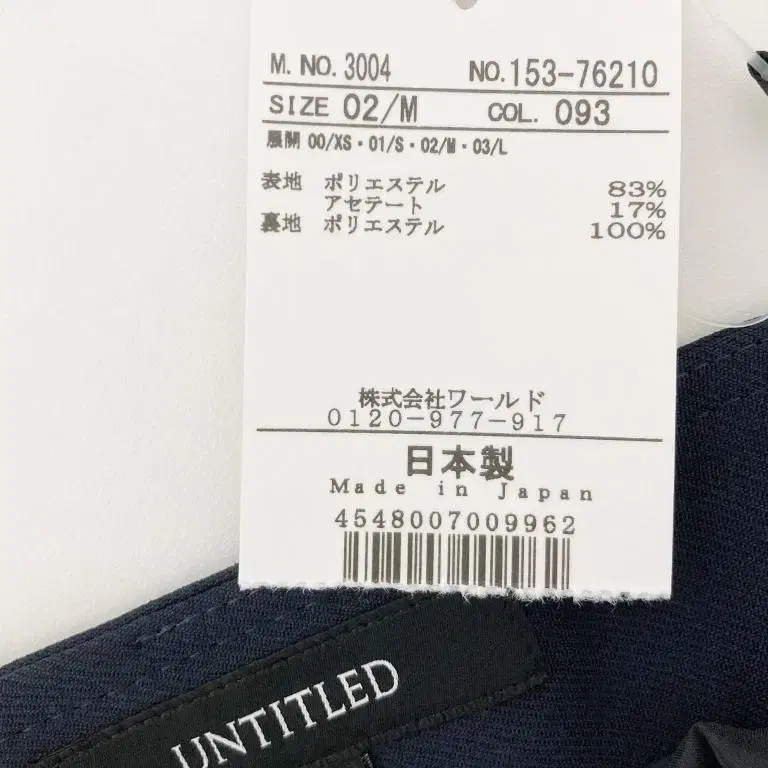 M. NO. 3004 NO. 153-76210
SIZE 02/M COL. 093
展開 00/XS・01/S・02/M・03/L
表地 ポリエステル 83%
アセテート 17%
裏地 ポリエステル 100%
株式会社ワールド
0120-977-917
日本製
Made in Japan
4548007009962
UNTITLED